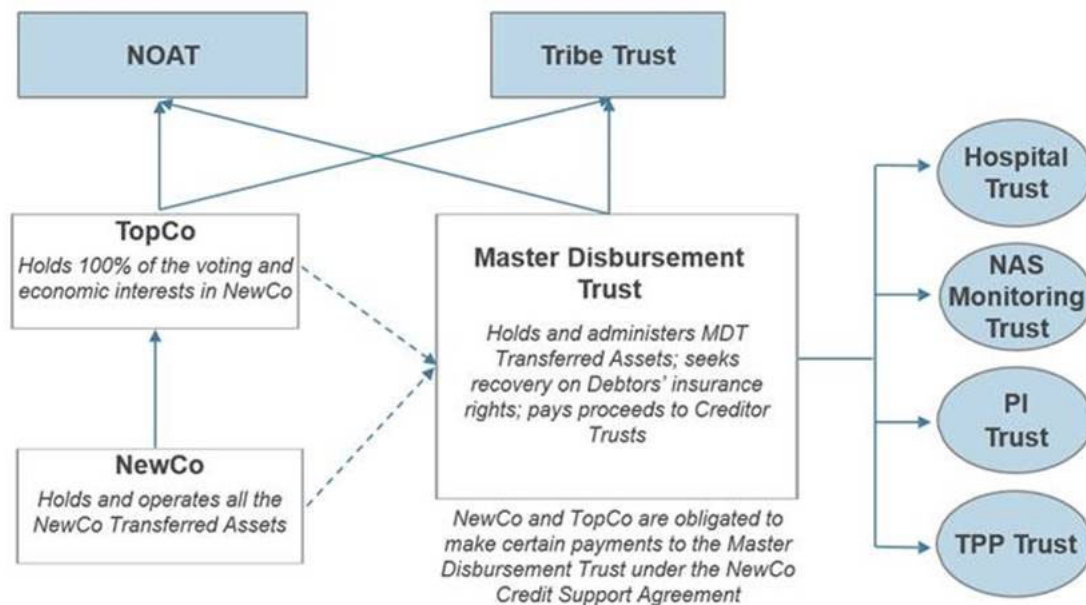 NOAT
Tribe Trust
TopCo
Holds 100% of the voting and
economic interests in NewCo
NewCo
Holds and operates all the
NewCo Transferred Assets
Master Disbursement
Trust
Holds and administers MDT
Transferred Assets; seeks
recovery on Debtors' insurance
rights; pays proceeds to Creditor
Trusts
NewCo and TopCo are obligated to
make certain payments to the Master
Disbursement Trust under the NewCo
Credit Support Agreement
Hospital
Trust
NAS
Monitoring
Trust
PI
Trust
TPP Trust